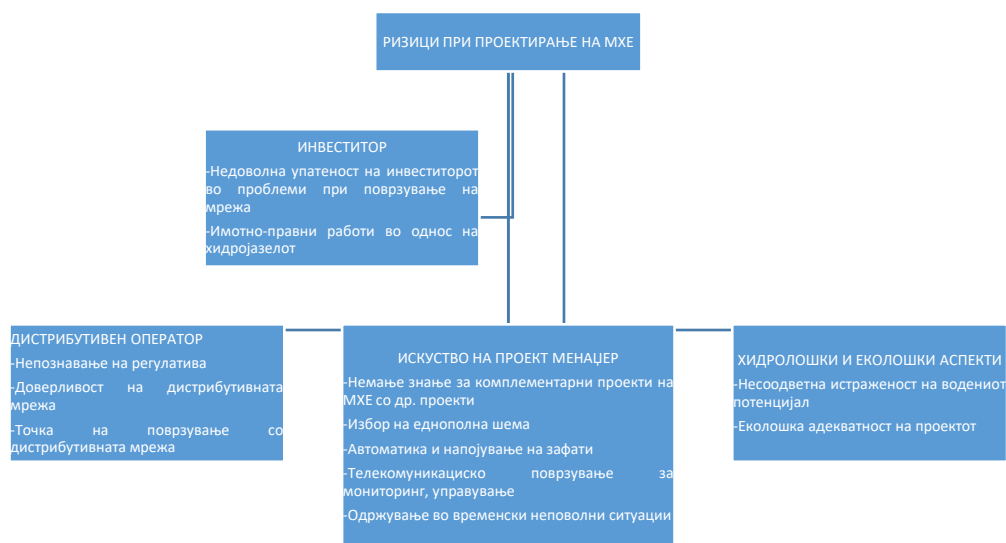 РИЗИЦИ ПРИ ПРОЕКТИРАЊЕ НА МХЕ
ИНВЕСТИТОР
-Недоволна упатеност на инвеститорот
во проблеми при поврзување на
мрежа
-Имотно-правни работи во однос на
хидројазелот
ДИСТРИБУТИВЕН ОПЕРАТОР
-Непознавање на регулатива
-Доверливост на дистрибутивната
мрежа
-Точка на поврзување со
дистрибутивната мрежа
ИСКУСТВО НА ПРОЕКТ МЕНАЏЕР
-Немање знаење за комплементарни проекти на
МХЕ со др. проекти
-Избор на еднополна шема
-Автоматика и напојување на зафати
-Телекомуникациско поврзување за
мониторинг, управување
-Одржување во временски неповолни ситуации
ХИДРОЛОШКИ И ЕКОЛОШКИ АСПЕКТИ
-Несоодветна истраженост на водениот
потенцијал
-Еколошка адекватност на проектот